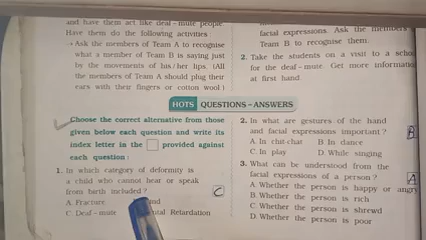 and have them act like deaf-mute people.
Have them do the following activities
→ Ask the members of Team A to recognise
what a member of Team B is saying just
by the movements of his/her lips. (All
the members of Team A should plug their
ears with their fingers or cotton wool)
facial expressions. Ask the members
Team B to recognise them.
2. Take the students on a visit to a
for the deaf-mute. Get more
at first hand.
HOTS QUESTIONS - ANSWERS
Choose the correct alternative from those
given below each question and write its
index letter in the provided against
each question :
1. In which category of deformity is
a child who cannot hear or speak
from birth included ? C
A. Fracture
C. Deaf-mute Retardation
2. In what are gestures of the hand
and facial expressions important ? B
A. In chit-chat B. In dance
C. In play D. While singing
3. What can be understood from the
facial expressions of a person ? A
A. Whether the person is happy or angry
B. Whether the person is rich
C. Whether the person is shrewd
D. Whether the person is poor